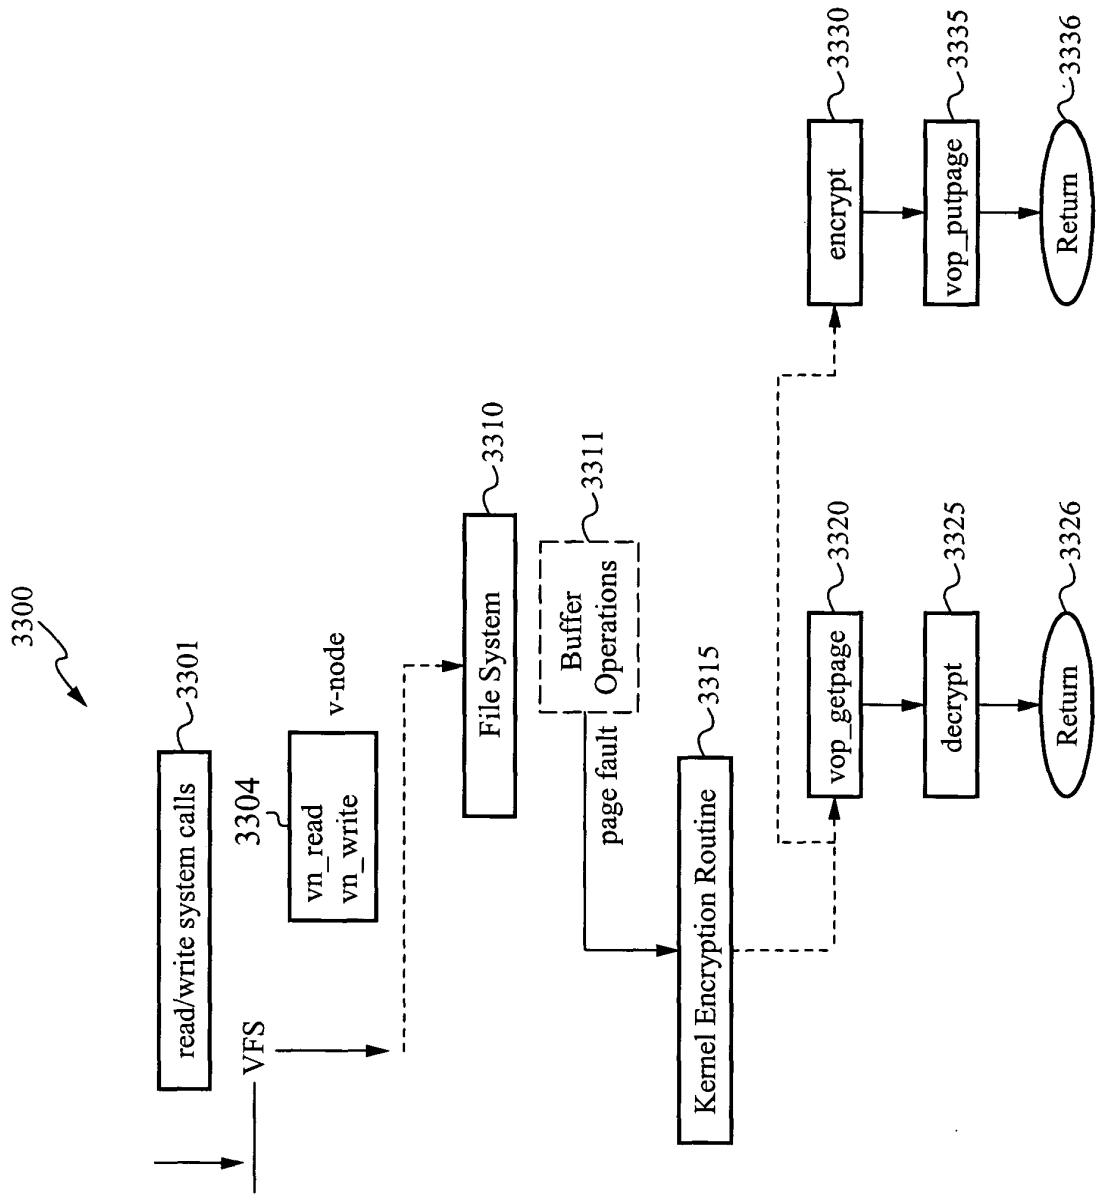 3300
read/write system calls
3301
VFS
3304
vn_read
vn_write
v-node
File System
3310
Buffer
Operations
3311
page fault
Kernel Encryption Routine
3315
vop_getpage
3320
decrypt
3325
Return
3326
encrypt
3330
vop_putpage
3335
Return
3336